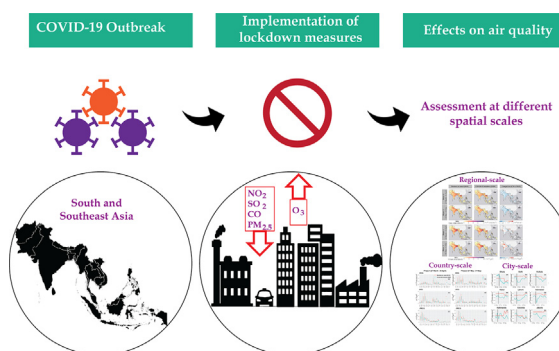 COVID-19 Outbreak
Implementation of
lockdown measures
Effects on air quality
Assessment at different
spatial scales
South and
Southeast Asia
NO2
SO2
CO
PM2.5
O3
Regional-scale
Country-scale
City-scale